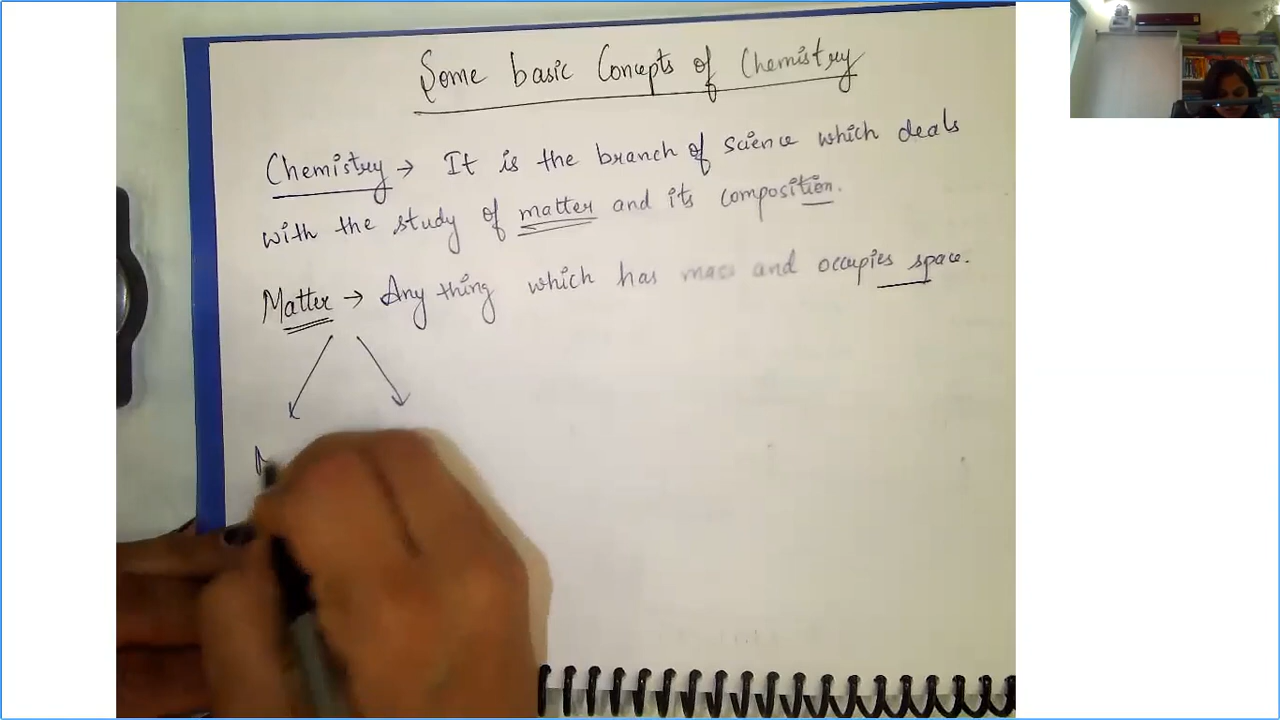 Some basic Concepts of Chemistry
Chemistry → It is the branch of science which deals
with the study of matter and its composition.
Matter → Any thing which has mass and occupies space.